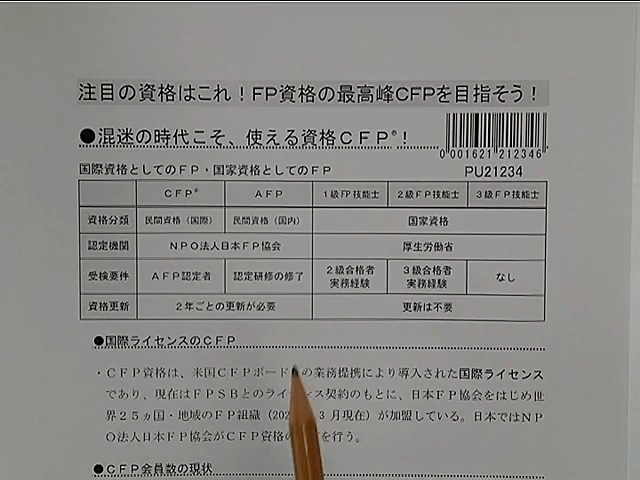 注目の資格はこれ！FP資格の最高峰CFPを目指そう！
●混迷の時代こそ、使える資格ＣＦＰ®！
0 001621 212346
国際資格としてのＦＰ・国家資格としてのＦＰ
PU21234
ＣＦＰ® ＡＦＰ １級FP技能士 ２級ＦＰ技能士 ３級ＦＰ技能士
資格分類 民間資格（国際） 民間資格（国内） 国家資格
認定機関 ＮＰＯ法人日本ＦＰ協会 厚生労働省
受検要件 ＡＦＰ認定者 認定研修の修了 ２級合格者 実務経験 ３級合格者 実務経験 なし
資格更新 ２年ごとの更新が必要 更新は不要
●国際ライセンスのＣＦＰ
・ＣＦＰ資格は、米国ＣＦＰボード の業務提携により導入された国際ライセンス
であり、現在はＦＰＳＢとのライ ンス契約のもとに、日本ＦＰ協会をはじめ世
界２５ヵ国・地域のＦＰ組織（20 ３月現在）が加盟している。日本ではＮＰ
Ｏ法人日本ＦＰ協会がＣＦＰ資格の を行う。
●ＣＦＰ会員数の現状